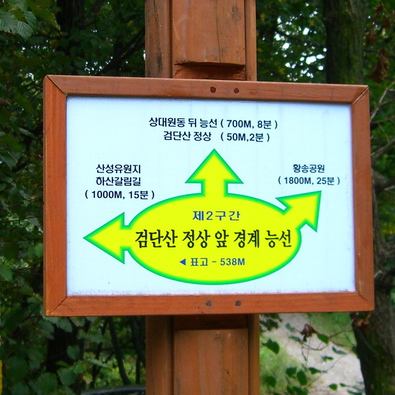 상대원동 뒤 능선 ( 700M, 8분 )
검단산 정상 ( 50M,2분 )
산성유원지
하산갈림길
( 1000M, 15분 )
황송공원
( 1800M, 25분 )
제2구간
검단산 정상 앞 경계 능선
◀ 표고 - 538M